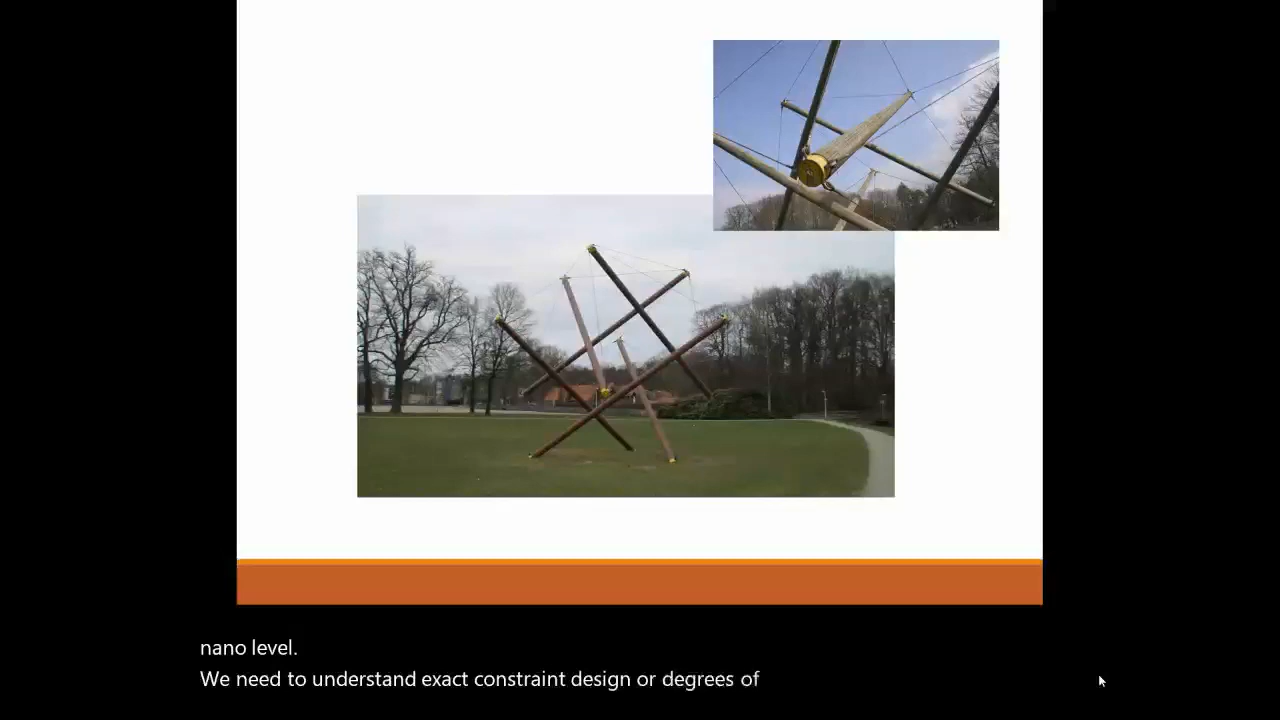 nano level.
We need to understand exact constraint design or degrees of